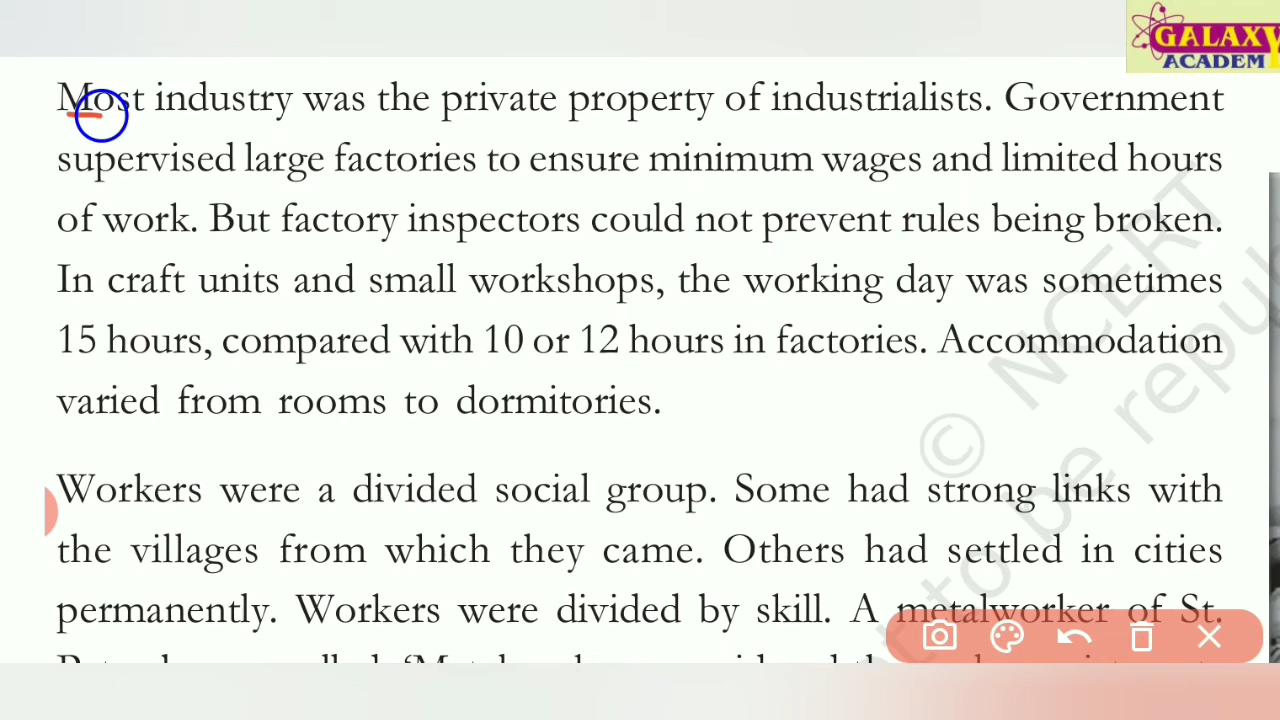 GALAXY
ACADEM
Most industry was the private property of industrialists. Government
supervised large factories to ensure minimum wages and limited hours
of work. But factory inspectors could not prevent rules being broken.
In craft units and small workshops, the working day was sometimes
15 hours, compared with 10 or 12 hours in factories. Accommodation
varied from rooms to dormitories.
Workers were a divided social group. Some had strong links with
the villages from which they came. Others had settled in cities
permanently. Workers were divided by skill. A metalworker of St.
© NCERT
be repu